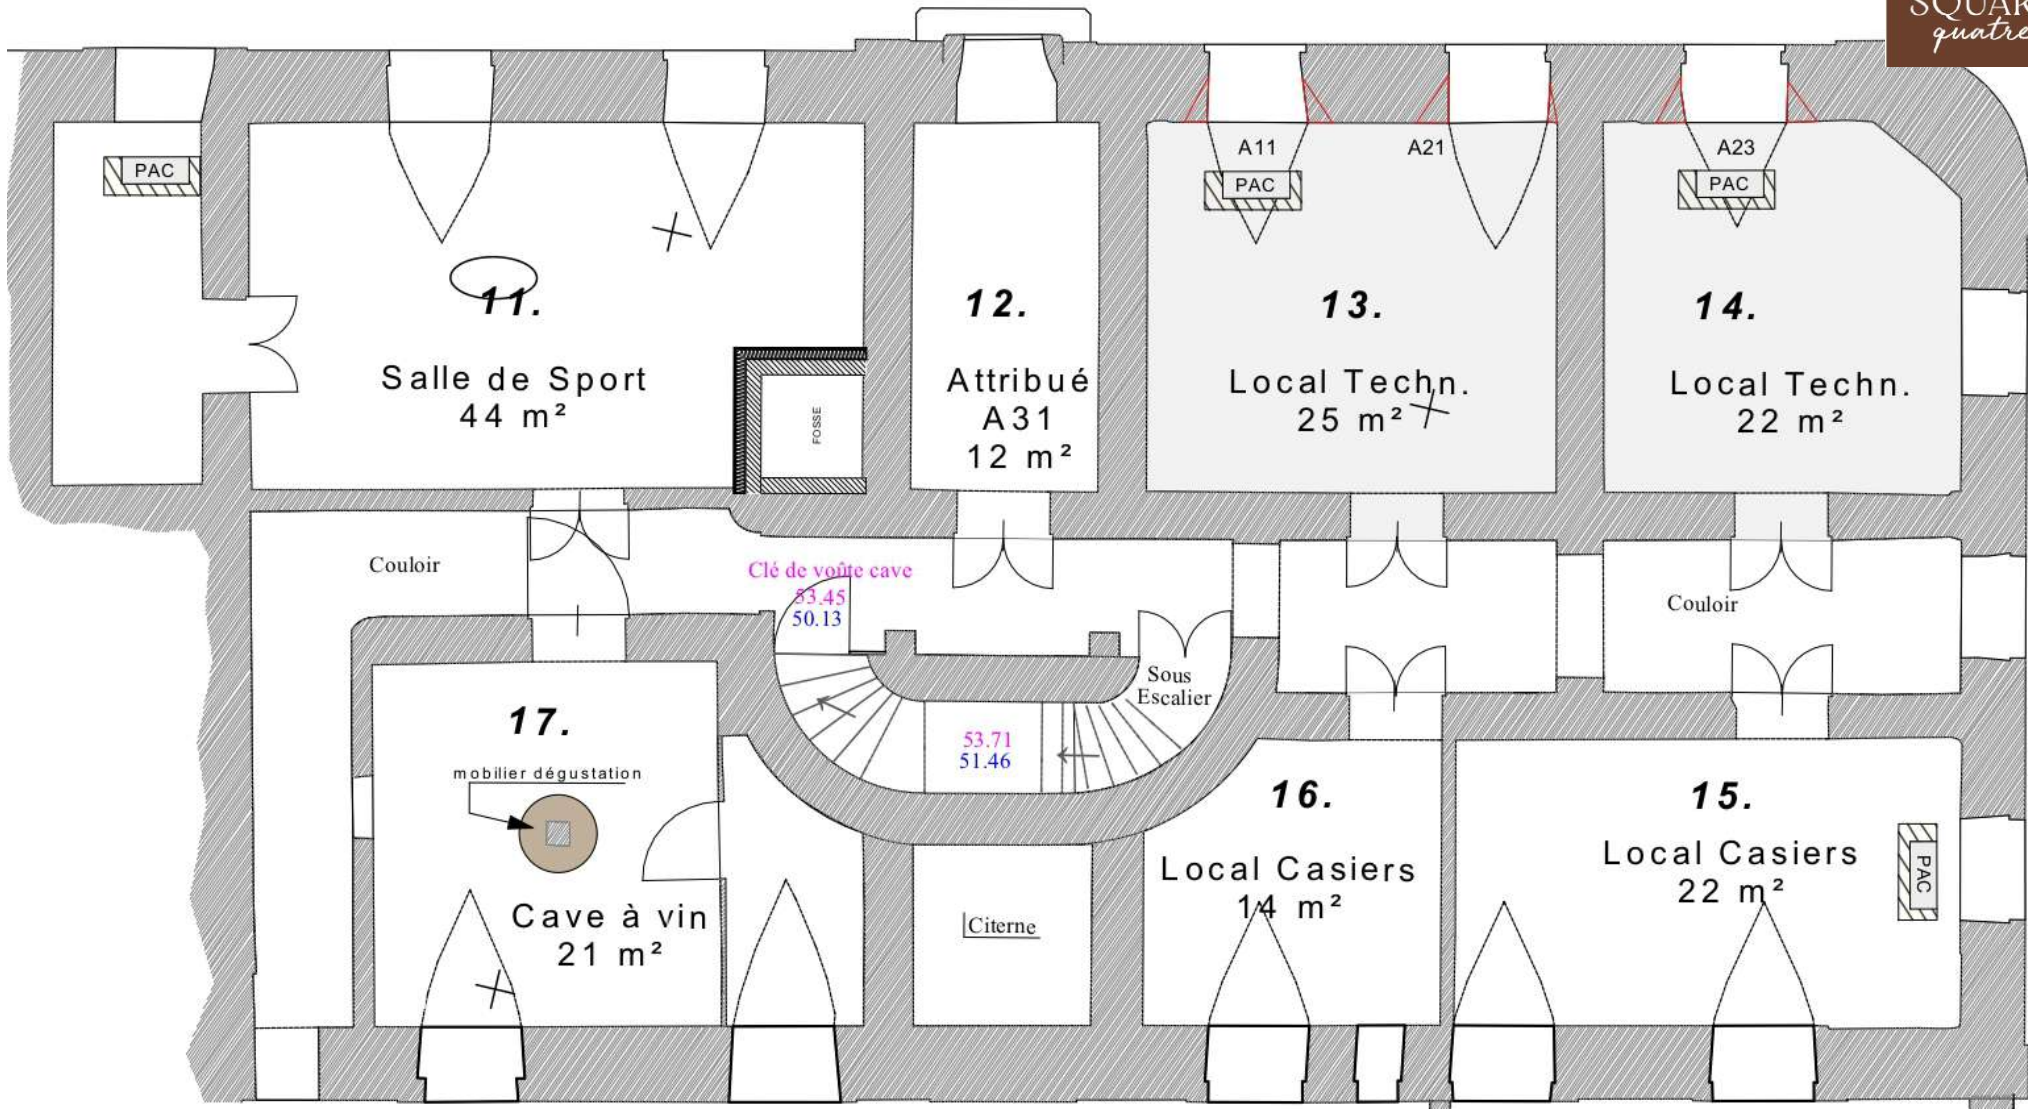 quatre
PAC
A11
PAC
A21
A23
PAC
11.
Salle de Sport
44 m²
FOSSE
12.
Attribué
A31
12 m²
13.
Local Techn.
25 m²
14.
Local Techn.
22 m²
Couloir
Clé de voûte cave
53.45
50.13
Couloir
Sous
Escalier
53.71
51.46
17.
mobilier dégustation
Cave à vin
21 m²
Citerne
16.
Local Casiers
14 m²
15.
Local Casiers
22 m²
PAC